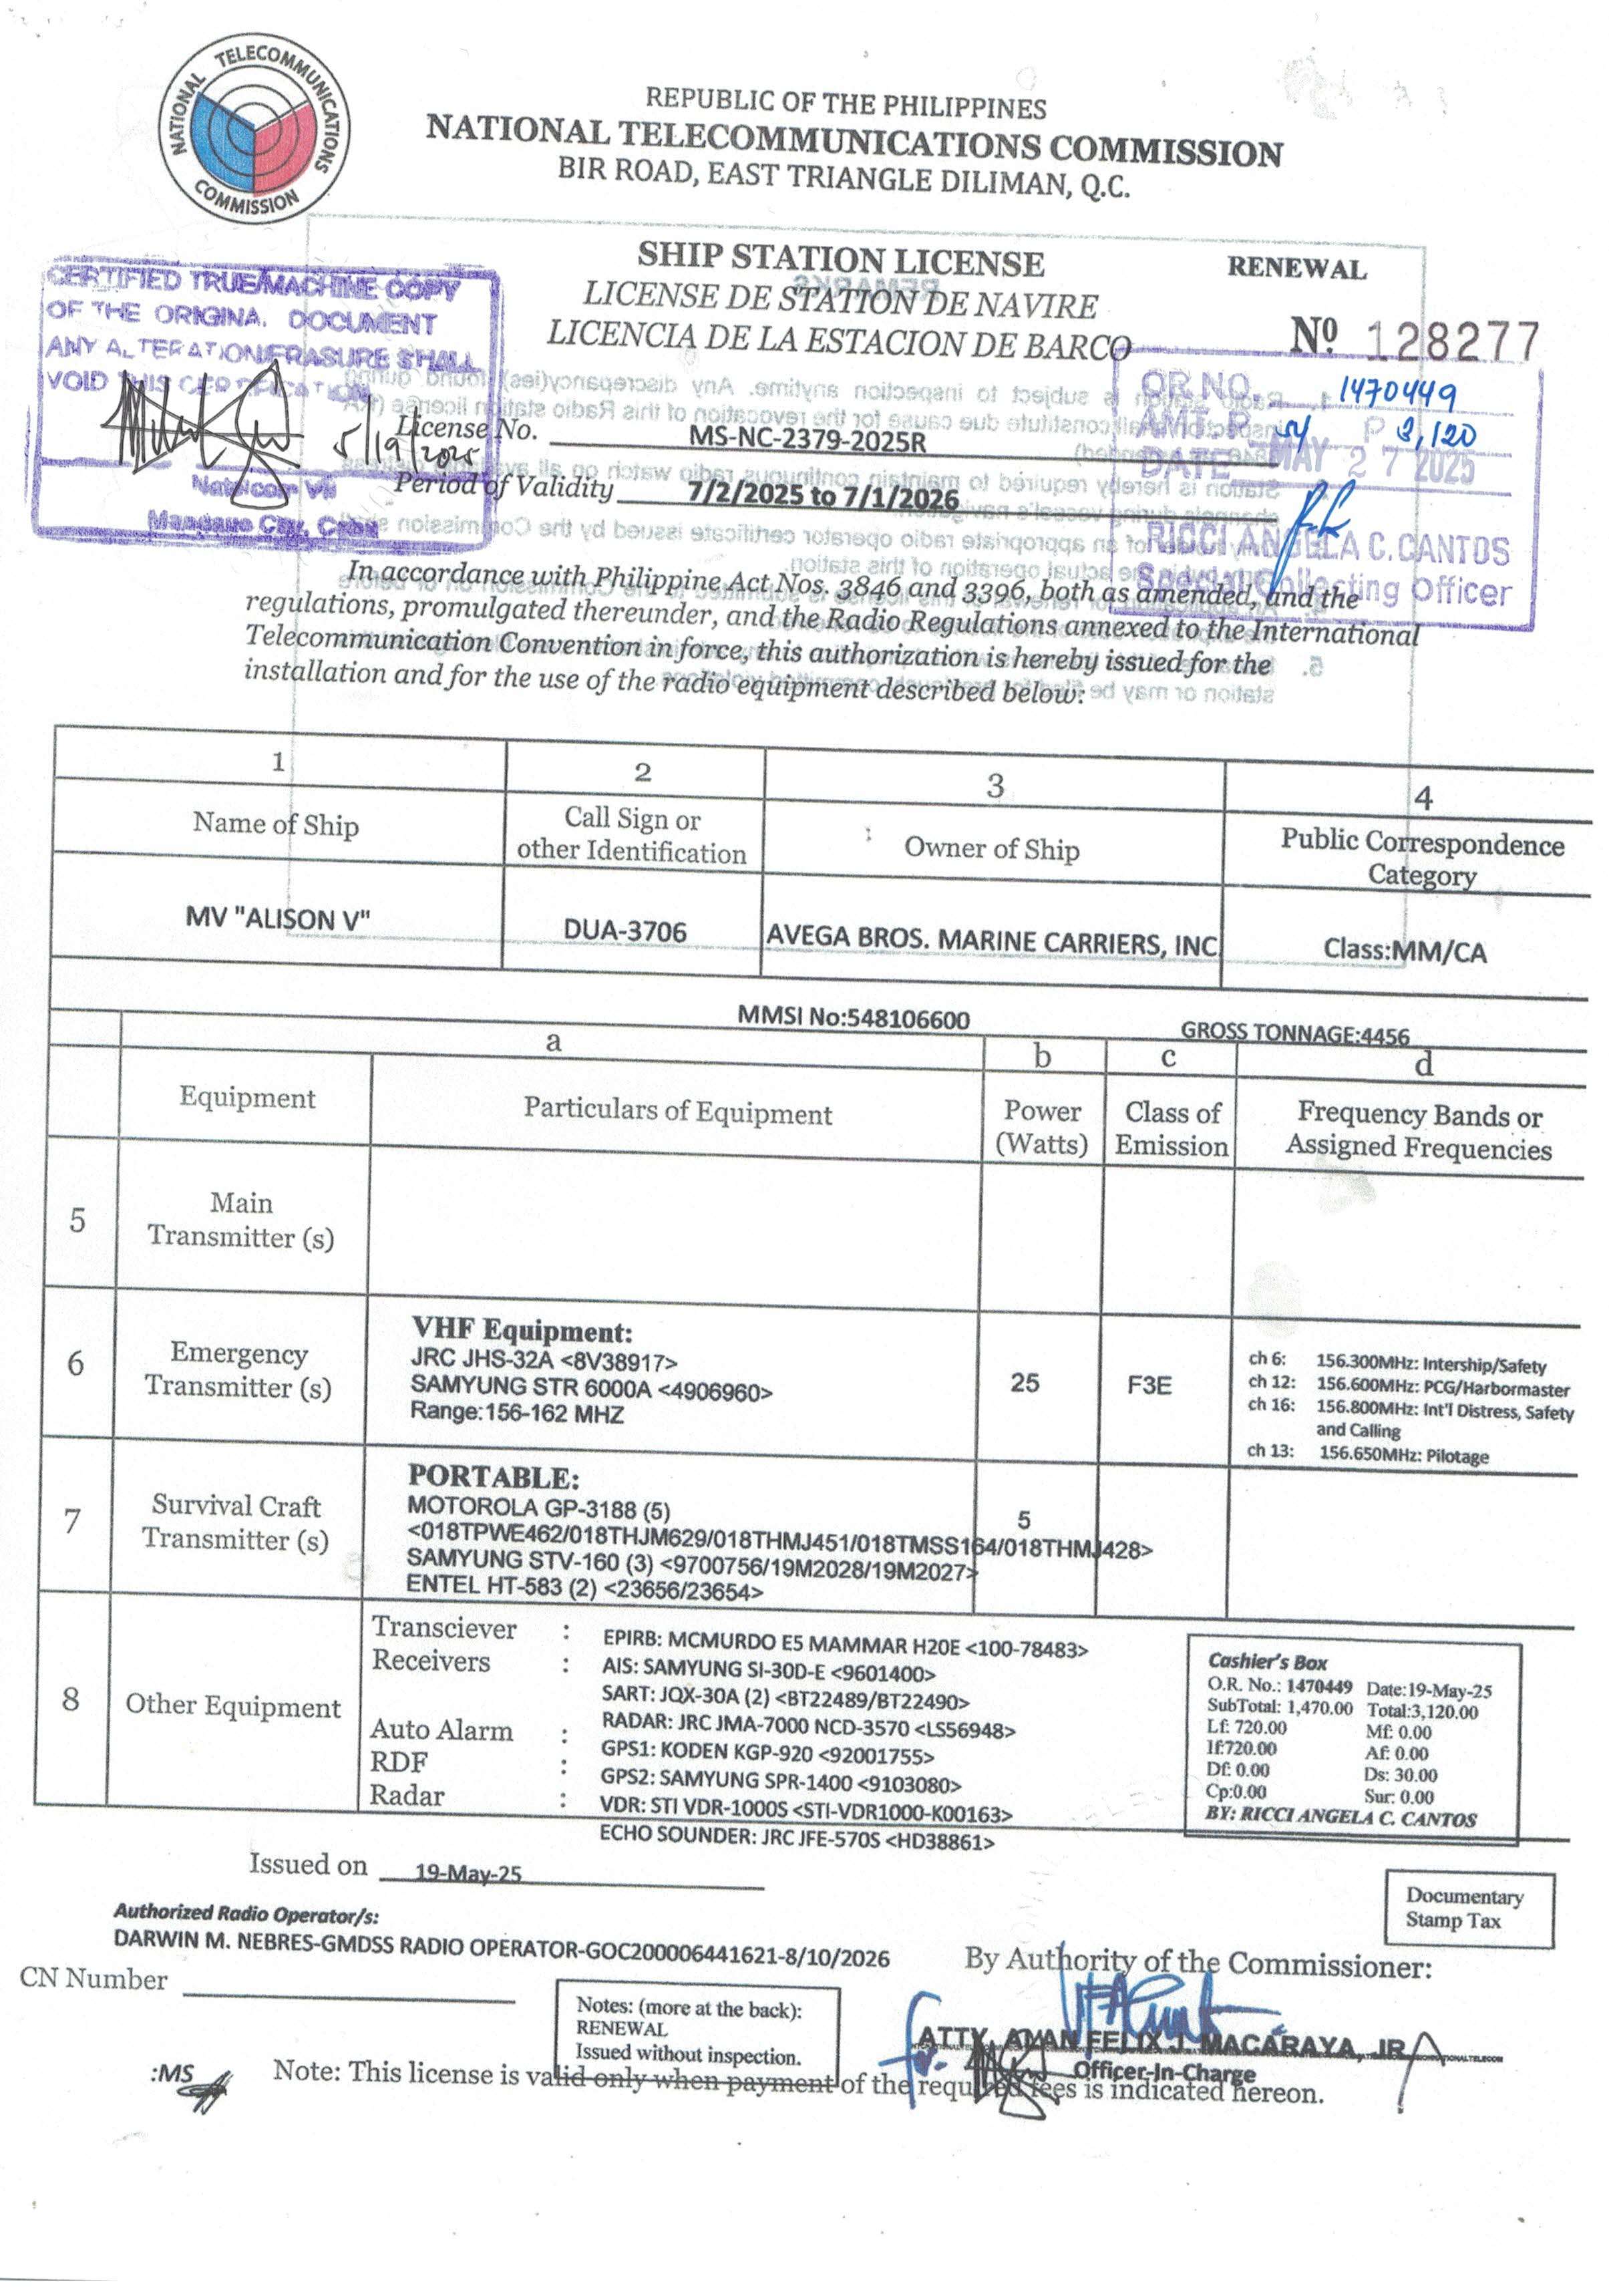 NATIONAL TELECOMMUNICATIONS COMMISSION
REPUBLIC OF THE PHILIPPINES
NATIONAL TELECOMMUNICATIONS COMMISSION
BIR ROAD, EAST TRIANGLE DILIMAN, Q.C.
SHIP STATION LICENSE
RENEWAL
LICENSE DE STATION DE NAVIRE
LICENCIA DE LA ESTACION DE BARCO
Nº 128277
CERTIFIED TRUE/MACHINE COPY
OF THE ORIGINA. DOCUMENT
ANY ALTERATION/ERASURE SHALL
VOID THIS CERTIFICATION
5/19/2025
Mandaue City, Cebu
OR NO. 1470449
AMT. P 3,120
DATE MAY 27 2025
RICCI ANGELA C. CANTOS
Special Collecting Officer
License No. MS-NC-2379-2025R
Period of Validity 7/2/2025 to 7/1/2026
In accordance with Philippine Act Nos. 3846 and 3396, both as amended, and the
regulations, promulgated thereunder, and the Radio Regulations annexed to the International
Telecommunication Convention in force, this authorization is hereby issued for the
installation and for the use of the radio equipment described below:
1 2 3 4
Name of Ship
Call Sign or
other Identification
Owner of Ship
Public Correspondence
Category
MV "ALISON V"
DUA-3706
AVEGA BROS. MARINE CARRIERS, INC.
Class:MM/CA
MMSI No:548106600
GROSS TONNAGE:4456
a b c d
Equipment
Particulars of Equipment
Power
(Watts)
Class of
Emission
Frequency Bands or
Assigned Frequencies
5
Main
Transmitter (s)
6
Emergency
Transmitter (s)
VHF Equipment:
JRC JHS-32A <8V38917>
SAMYUNG STR 6000A <4906960>
Range:156-162 MHZ
25
F3E
ch 6: 156.300MHz: Intership/Safety
ch 12: 156.600MHz: PCG/Harbormaster
ch 16: 156.800MHz: Int'l Distress, Safety
and Calling
ch 13: 156.650MHz: Pilotage
7
Survival Craft
Transmitter (s)
PORTABLE:
MOTOROLA GP-3188 (5)
<018TPWE462/018THJM629/018THMJ451/018TMSS164/018THMJ428>
SAMYUNG STV-160 (3) <9700756/19M2028/19M2027>
ENTEL HT-583 (2) <23656/23654>
5
8
Other Equipment
Transciever :
Receivers :
Auto Alarm :
RDF :
Radar :
EPIRB: MCMURDO E5 MAMMAR H20E <100-78483>
AIS: SAMYUNG SI-30D-E <9601400>
SART: JQX-30A (2) <BT22489/BT22490>
RADAR: JRC JMA-7000 NCD-3570 <LS56948>
GPS1: KODEN KGP-920 <92001755>
GPS2: SAMYUNG SPR-1400 <9103080>
VDR: STI VDR-1000S <STI-VDR1000-K00163>
ECHO SOUNDER: JRC JFE-570S <HD38861>
Cashier's Box
O.R. No.: 1470449 Date:19-May-25
SubTotal: 1,470.00 Total:3,120.00
Lf: 720.00 Mf: 0.00
If:720.00 Af: 0.00
Df: 0.00 Ds: 30.00
Cp:0.00 Sur: 0.00
BY: RICCI ANGELA C. CANTOS
Issued on 19-May-25
Documentary
Stamp Tax
Authorized Radio Operator/s:
DARWIN M. NEBRES-GMDSS RADIO OPERATOR-GOC200006441621-8/10/2026
CN Number
By Authority of the Commissioner:
Notes: (more at the back):
RENEWAL
Issued without inspection.
ATTY. AMAN FELIX J. MACARAYA, JR
Officer-In-Charge
:MS
Note: This license is valid only when payment of the required fees is indicated hereon.